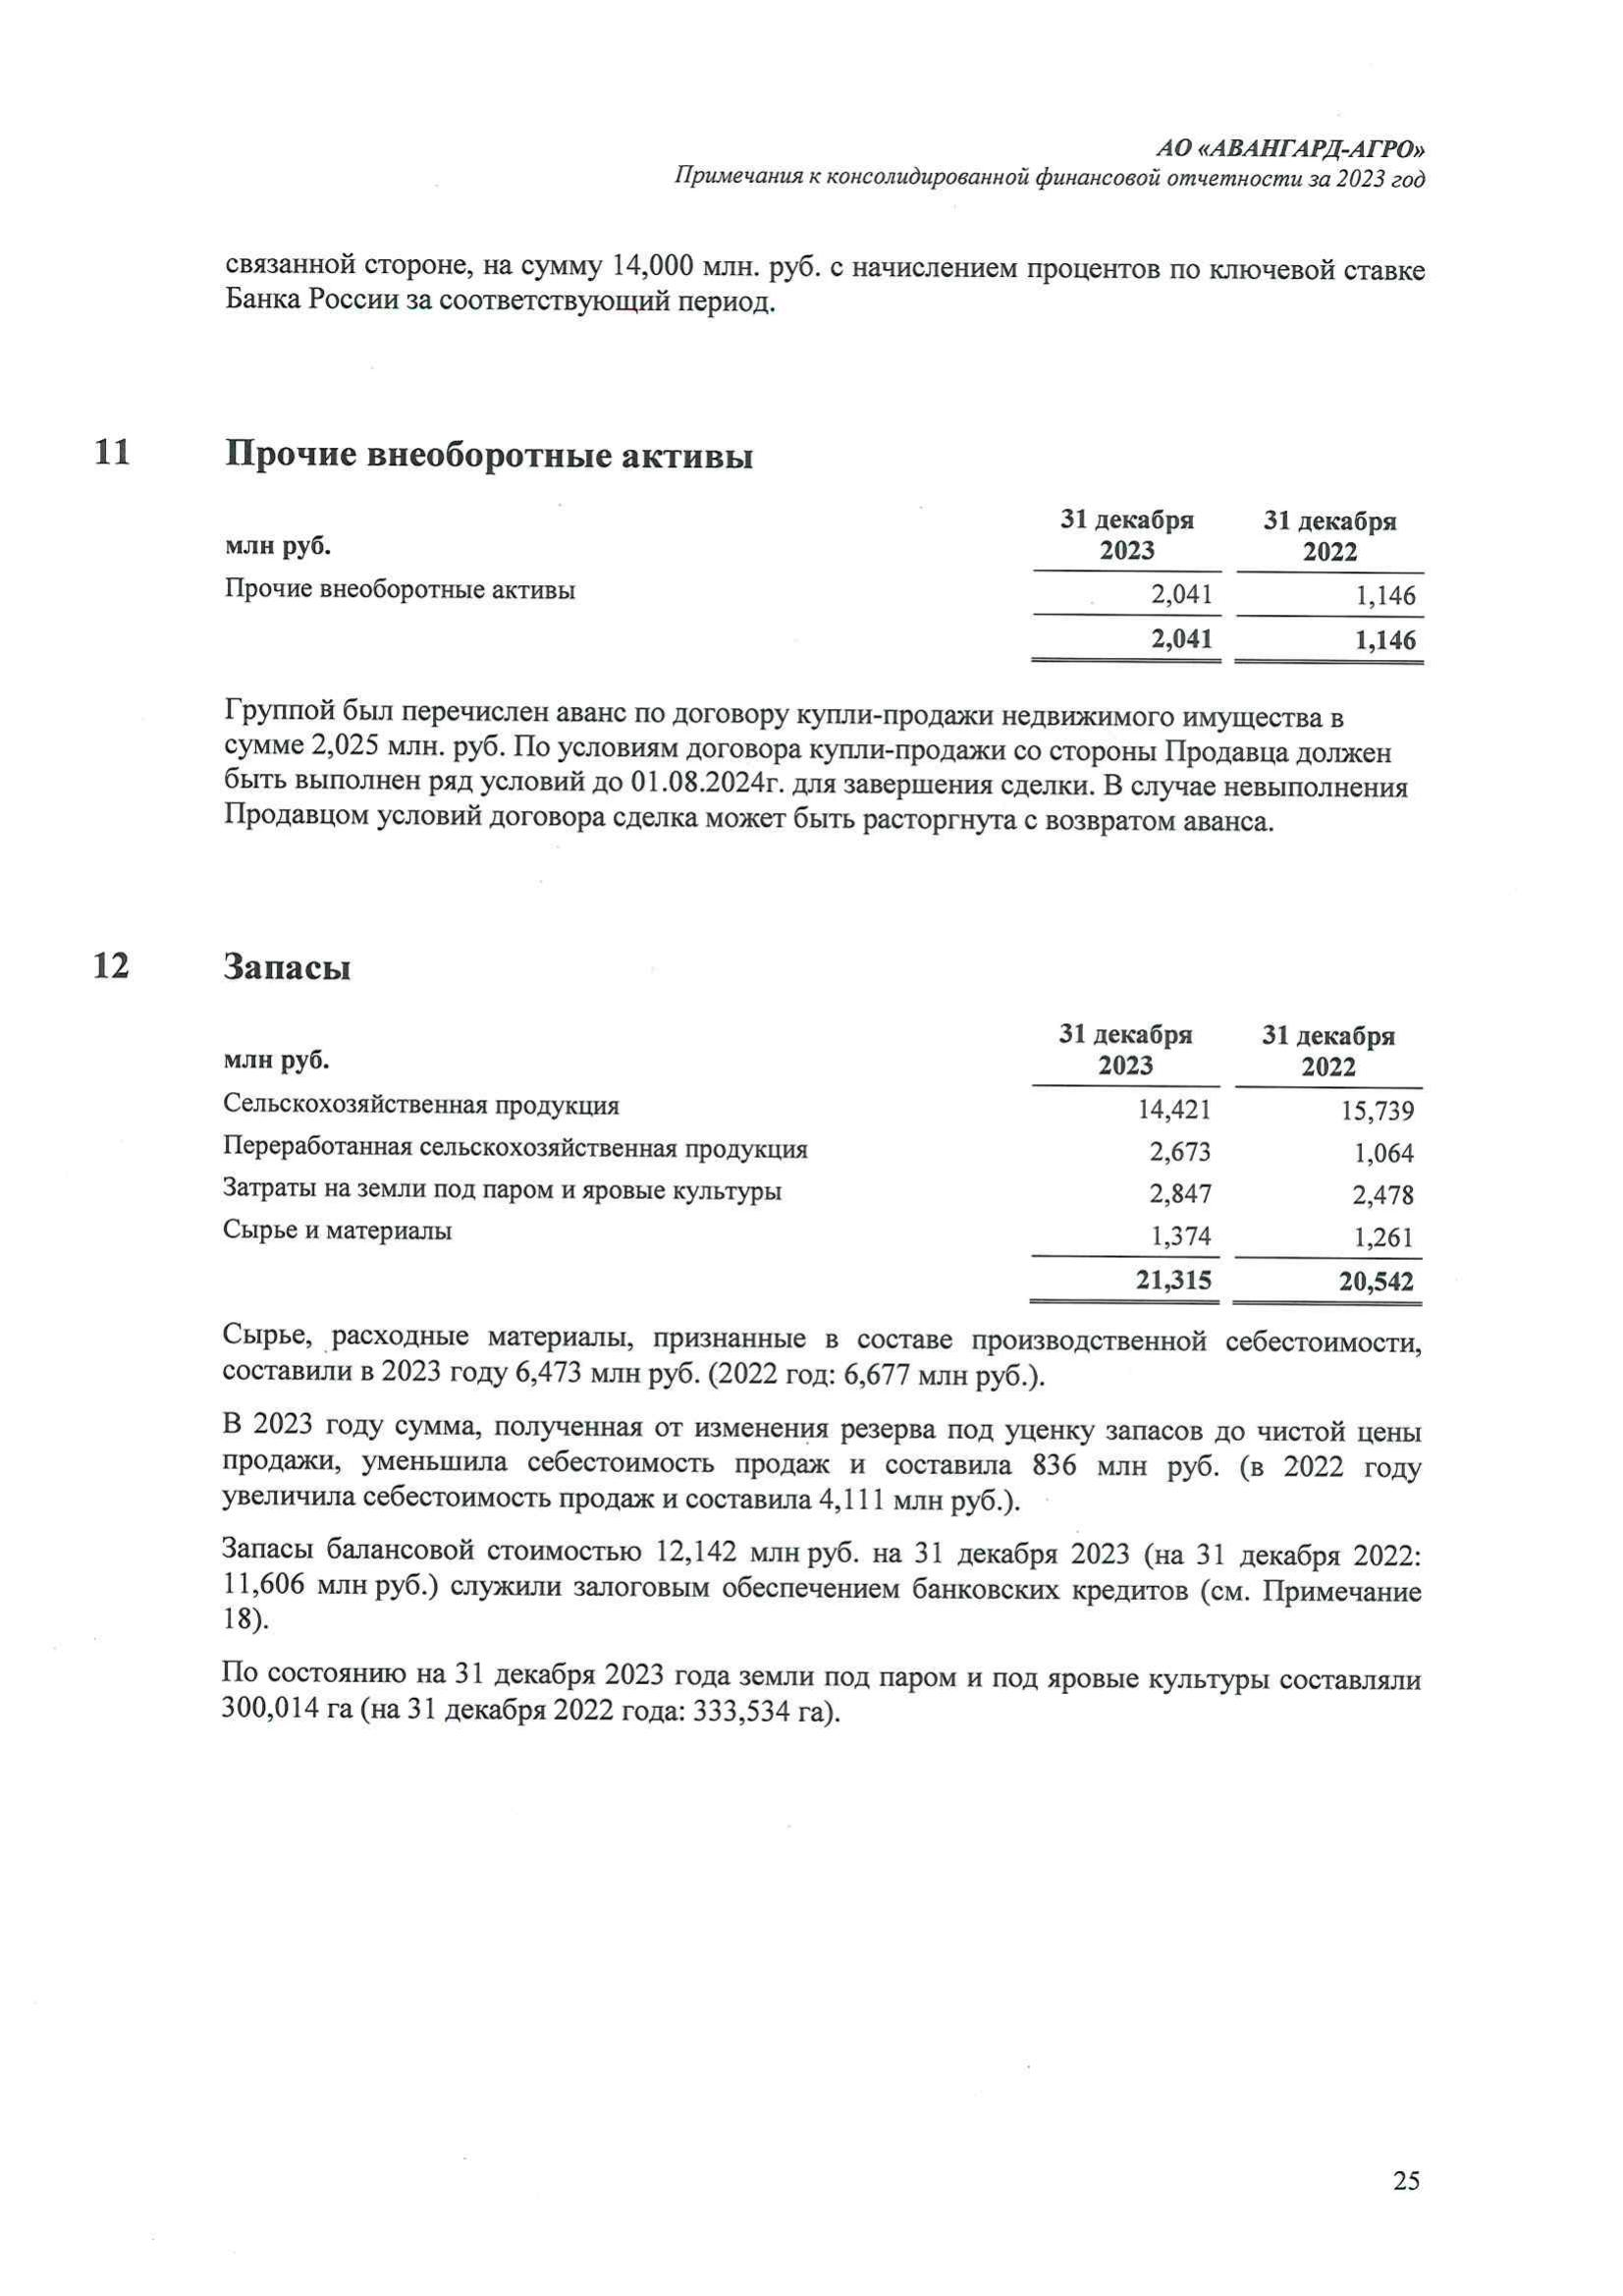 АО «АВАНГАРД-АГРО»
Примечания к консолидированной финансовой отчетности за 2023 год
связанной стороне, на сумму 14,000 млн. руб. с начислением процентов по ключевой ставке
Банка России за соответствующий период.
11 Прочие внеоборотные активы
млн руб. 31 декабря 2023 31 декабря 2022
Прочие внеоборотные активы 2,041 1,146
2,041 1,146
Группой был перечислен аванс по договору купли-продажи недвижимого имущества в
сумме 2,025 млн. руб. По условиям договора купли-продажи со стороны Продавца должен
быть выполнен ряд условий до 01.08.2024г. для завершения сделки. В случае невыполнения
Продавцом условий договора сделка может быть расторгнута с возвратом аванса.
12 Запасы
млн руб. 31 декабря 2023 31 декабря 2022
Сельскохозяйственная продукция 14,421 15,739
Переработанная сельскохозяйственная продукция 2,673 1,064
Затраты на земли под паром и яровые культуры 2,847 2,478
Сырье и материалы 1,374 1,261
21,315 20,542
Сырье, расходные материалы, признанные в составе производственной себестоимости,
составили в 2023 году 6,473 млн руб. (2022 год: 6,677 млн руб.).
В 2023 году сумма, полученная от изменения резерва под уценку запасов до чистой цены
продажи, уменьшила себестоимость продаж и составила 836 млн руб. (в 2022 году
увеличила себестоимость продаж и составила 4,111 млн руб.).
Запасы балансовой стоимостью 12,142 млн руб. на 31 декабря 2023 (на 31 декабря 2022:
11,606 млн руб.) служили залоговым обеспечением банковских кредитов (см. Примечание
18).
По состоянию на 31 декабря 2023 года земли под паром и под яровые культуры составляли
300,014 га (на 31 декабря 2022 года: 333,534 га).
25